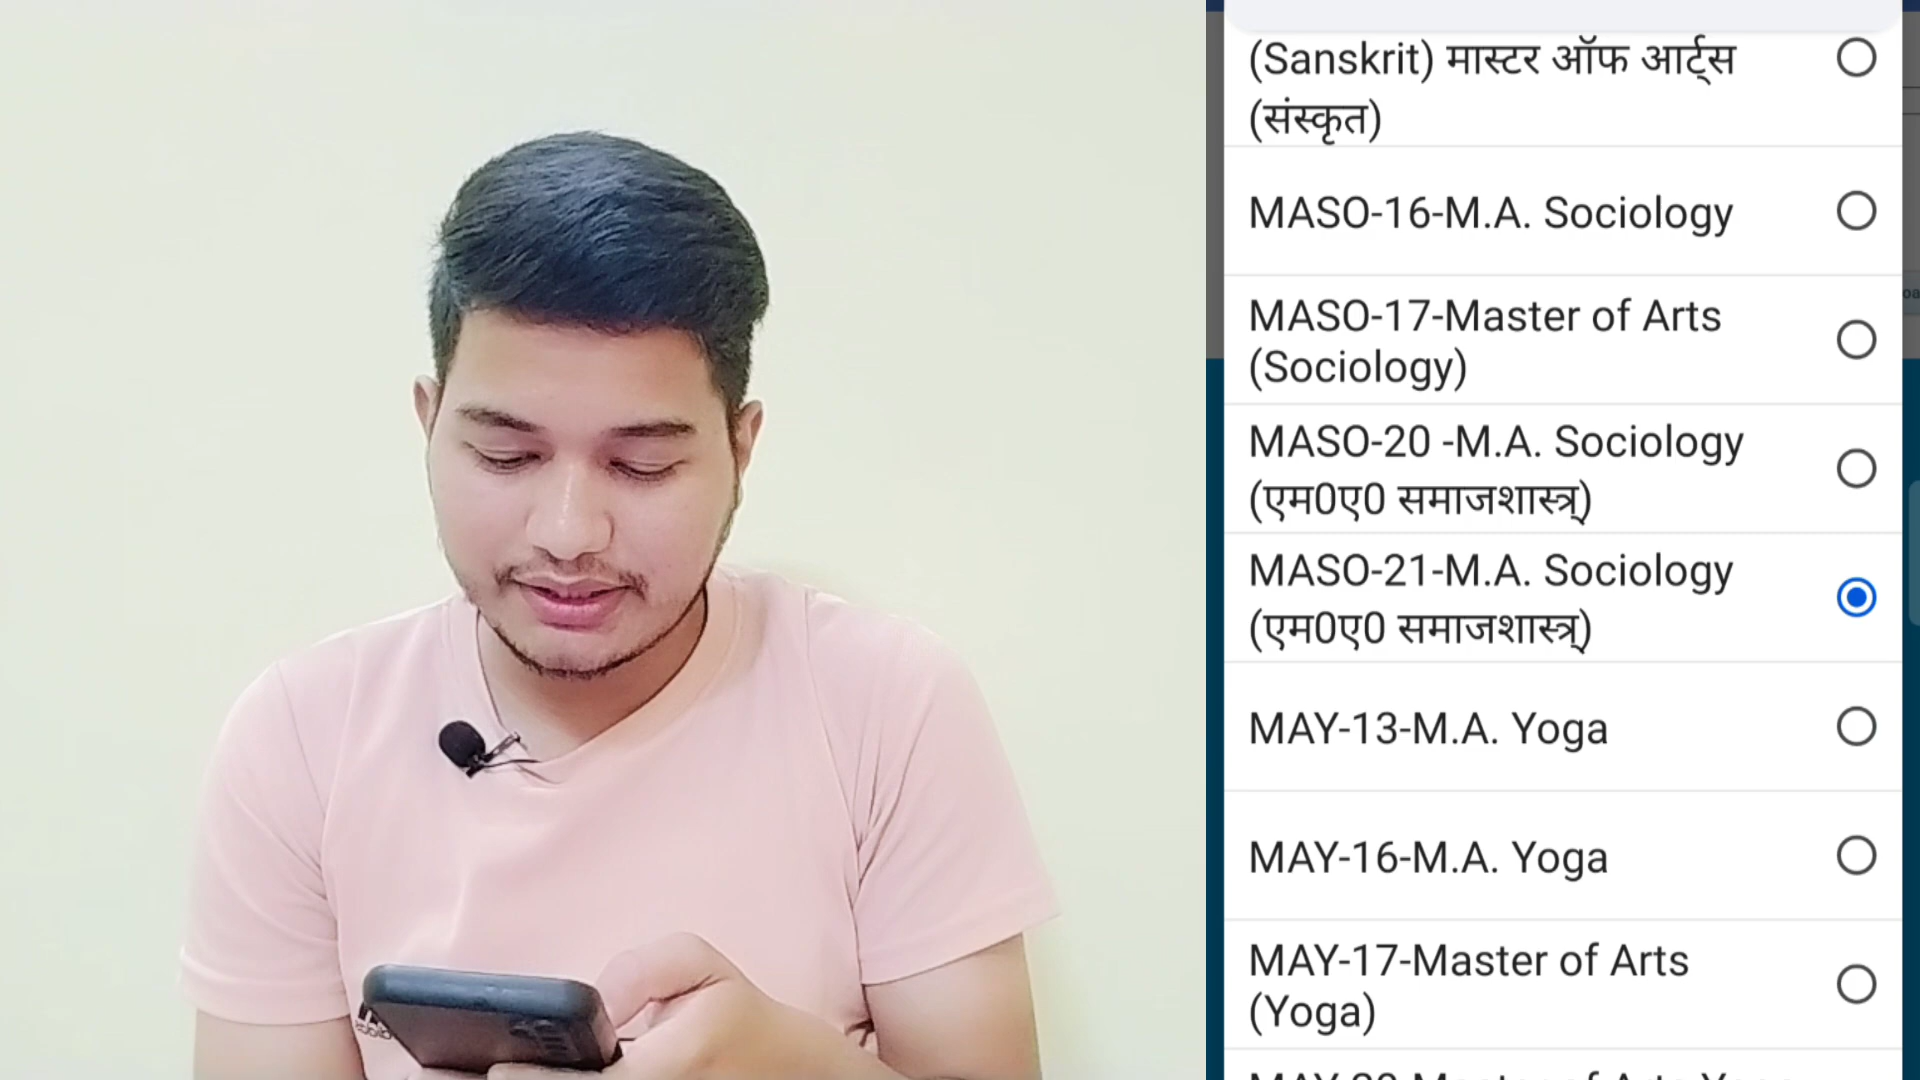 (Sanskrit) मास्टर ऑफ आर्ट्स
(संस्कृत)
MASO-16-M.A. Sociology
MASO-17-Master of Arts
(Sociology)
MASO-20 -M.A. Sociology
(एम0ए0 समाजशास्त्र्)
MASO-21-M.A. Sociology
(एम0ए0 समाजशास्त्र्)
MAY-13-M.A. Yoga
MAY-16-M.A. Yoga
MAY-17-Master of Arts
(Yoga)